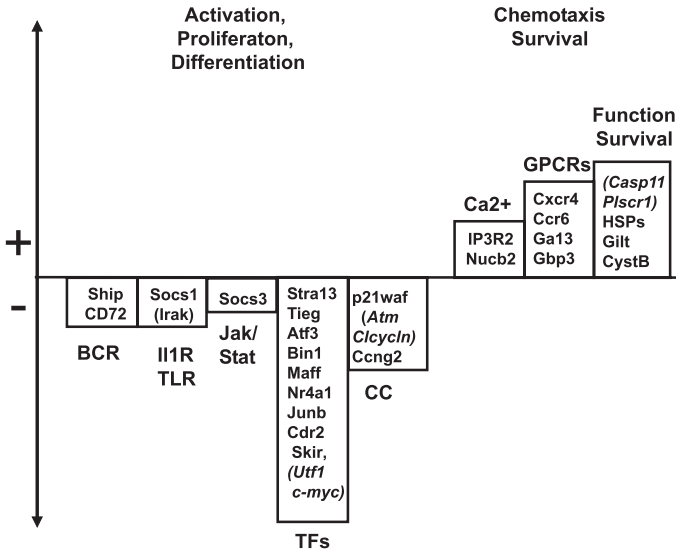 Activation,
Proliferaton,
Differentiation
Chemotaxis
Survival
Function
Survival
GPCRs
Ca2+
(Casp11
Plscr1)
HSPs
Gilt
CystB
Cxcr4
Ccr6
Ga13
Gbp3
IP3R2
Nucb2
+
-
Ship
CD72
BCR
Socs1
(Irak)
Il1R
TLR
Socs3
Jak/
Stat
Stra13
Tieg
Atf3
Bin1
Maff
Nr4a1
Junb
Cdr2
Skir,
(Utf1
c-myc)
TFs
p21waf
(Atm
Clcycln)
Ccng2
CC